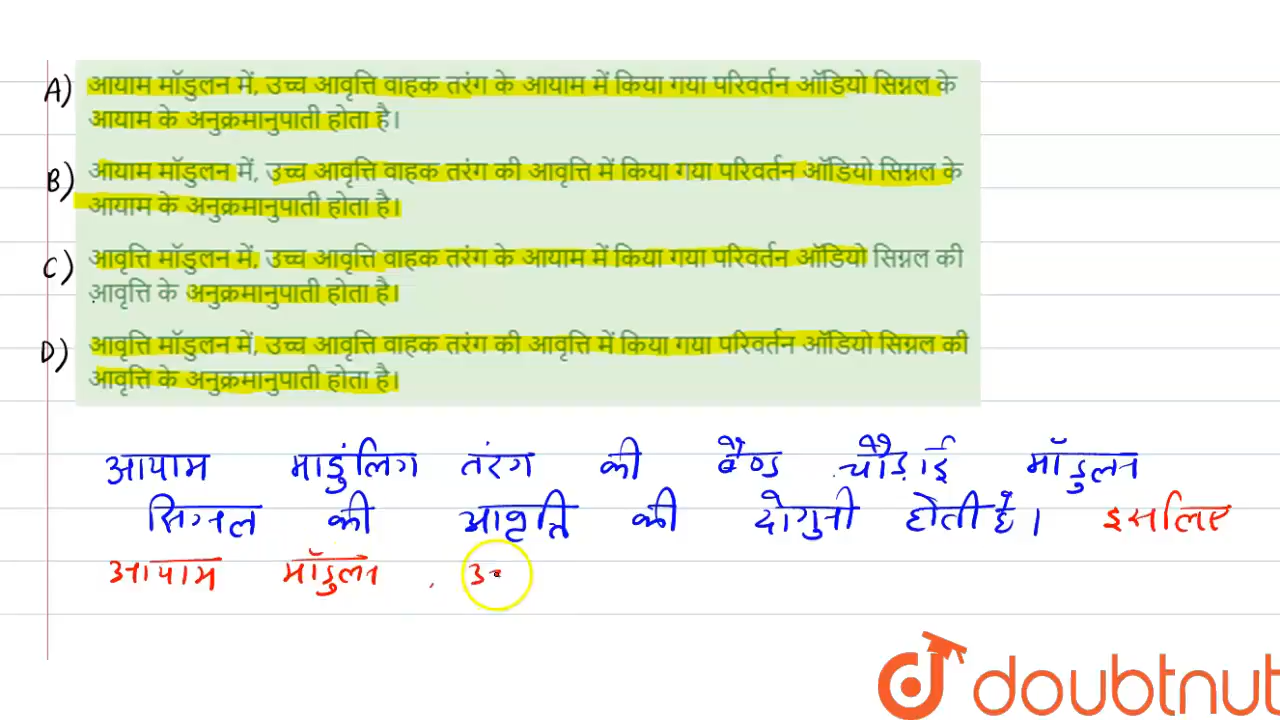 A) आयाम मॉडुलन में, उच्च आवृत्ति वाहक तरंग के आयाम में किया गया परिवर्तन ऑडियो सिग्नल के
आयाम के अनुक्रमानुपाती होता है।
B) आयाम मॉडुलन में, उच्च आवृत्ति वाहक तरंग की आवृत्ति में किया गया परिवर्तन ऑडियो सिग्नल के
आयाम के अनुक्रमानुपाती होता है।
C) आवृत्ति मॉडुलन में, उच्च आवृत्ति वाहक तरंग के आयाम में किया गया परिवर्तन ऑडियो सिग्नल की
आवृत्ति के अनुक्रमानुपाती होता है।
D) आवृत्ति मॉडुलन में, उच्च आवृत्ति वाहक तरंग की आवृत्ति में किया गया परिवर्तन ऑडियो सिग्नल की
आवृत्ति के अनुक्रमानुपाती होता है।
आयाम माडुंलिग तरंग की बैण्ड चौड़ाई मॉडुलन
सिगनल की आवृत्ति की दोगुनी होती है। इसलिए
आयाम मॉडुलन , उ
doubtnut